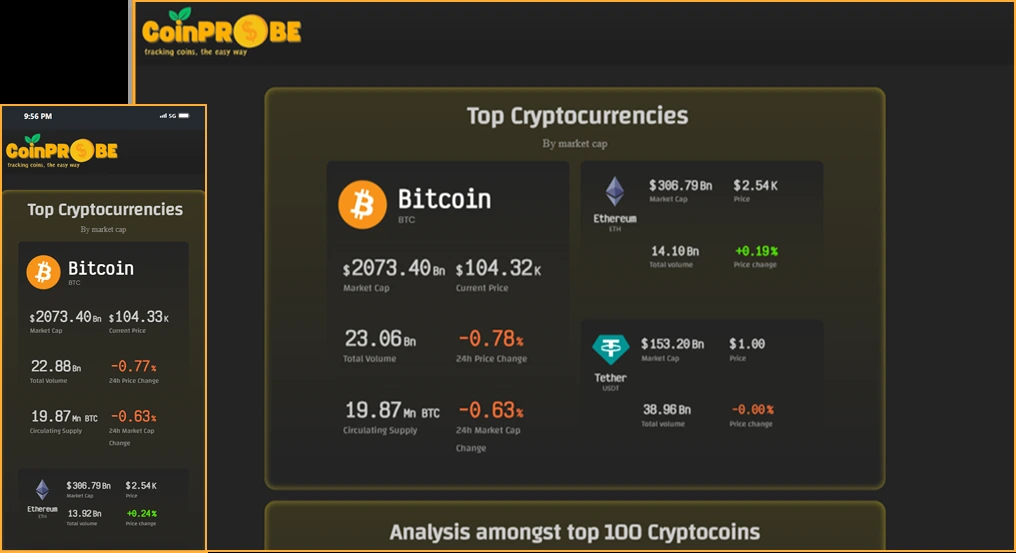 CoinPROBE
tracking coins, the easy way
Top Cryptocurrencies
By market cap
Bitcoin
BTC
$2073.40Bn $104.32K
Market Cap Current Price
23.06Bn -0.78%
Total Volume 24h Price Change
19.87Mn BTC -0.63%
Circulating Supply 24h Market Cap
Change
$306.79Bn $2.54K
Market Cap Price
Ethereum
ETH
14.10Bn +0.19%
Total volume Price change
$153.20Bn $1.00
Market Cap Price
Tether
USDT
38.96Bn -0.00%
Total volume Price change
Analysis amongst top 100 Cryptocoins
9:56 PM 5G
CoinPROBE
tracking coins, the easy way
Top Cryptocurrencies
By market cap
Bitcoin
BTC
$2073.40Bn $104.33K
Market Cap Current Price
22.88Bn -0.77%
Total Volume 24h Price Change
19.87Mn BTC -0.63%
Circulating Supply 24h Market Cap
Change
$306.79Bn $2.54K
Market Cap Price
Ethereum
ETH
13.92Bn +0.24%
Total volume Price change